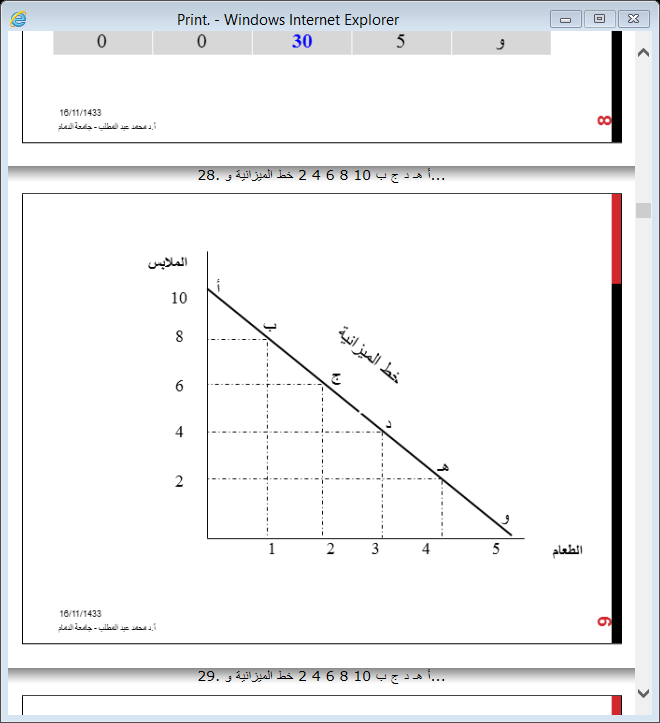 Print. - Windows Internet Explorer
و 5 30 0 0
16/11/1433
أ.د محمد عبد المطلب - جامعة الدمام
8
28. أ هـ د ج ب 10 8 6 4 2 خط الميزانية و...
الملابس
أ
10
ب
8
خط الميزانية
ج
6
د
4
هـ
2
و
1 2 3 4 5
الطعام
16/11/1433
أ.د محمد عبد المطلب - جامعة الدمام
9
29. أ هـ د ج ب 10 8 6 4 2 خط الميزانية و...